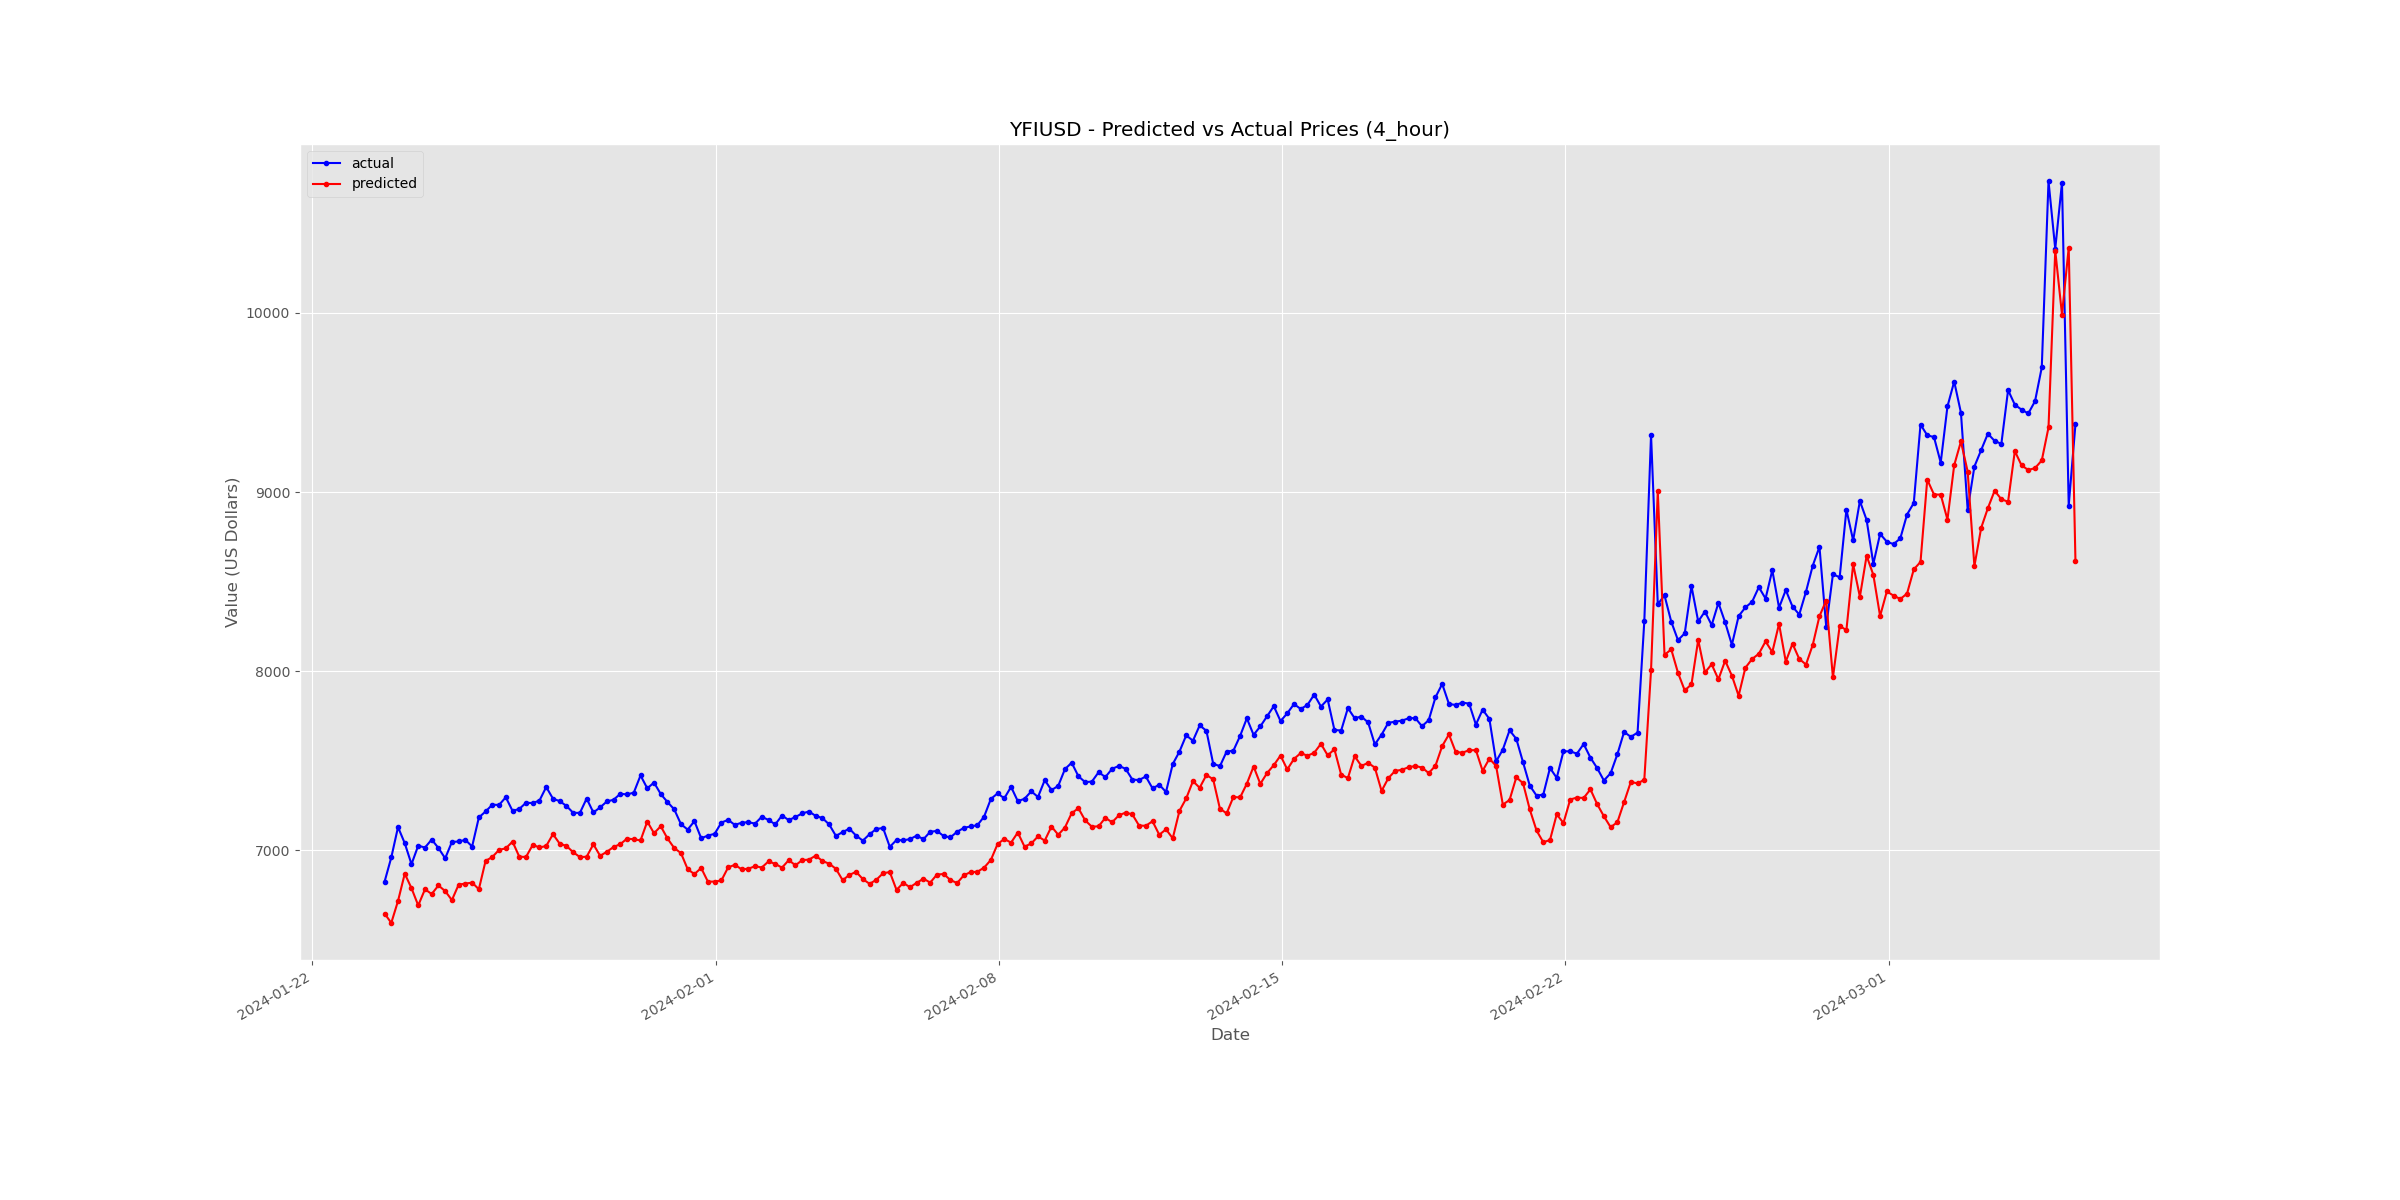 YFIUSD - Predicted vs Actual Prices (4_hour)
actual
predicted
Value (US Dollars)
10000
9000
8000
7000
2024-01-22
2024-02-01
2024-02-08
2024-02-15
2024-02-22
2024-03-01
Date